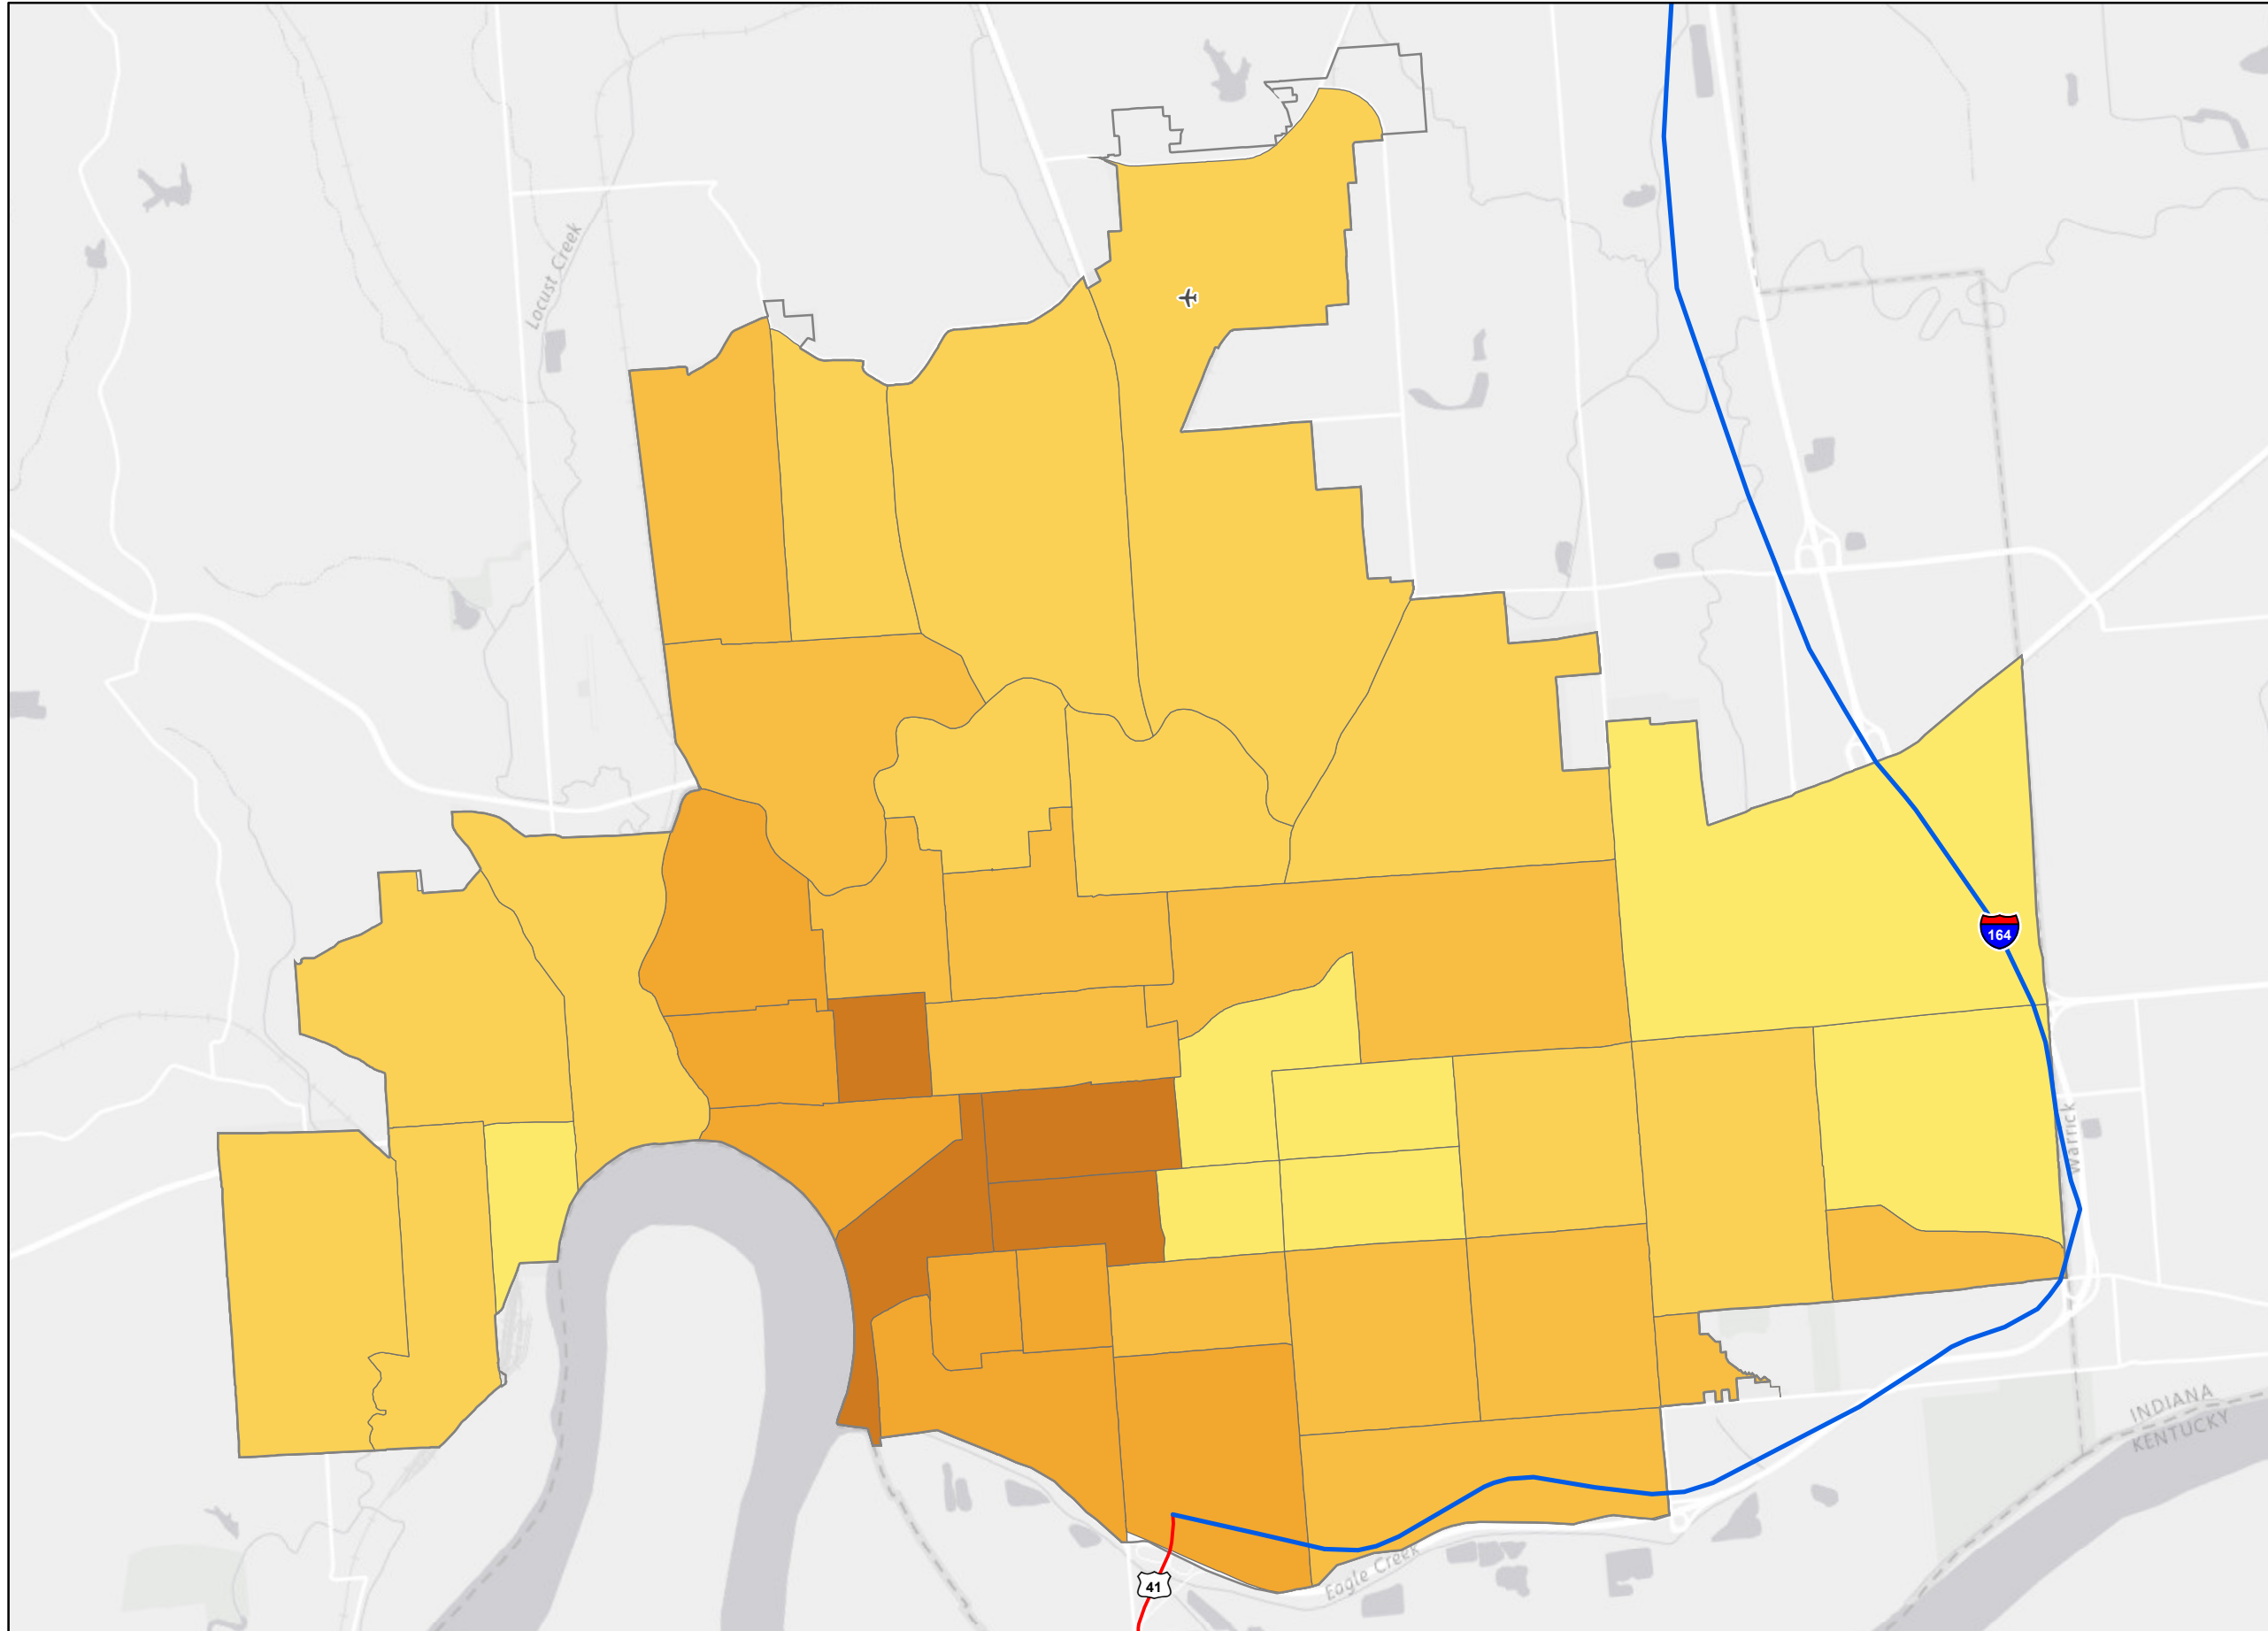 Locust Creek
164
Warrick
INDIANA
KENTUCKY
Eagle Creek
41